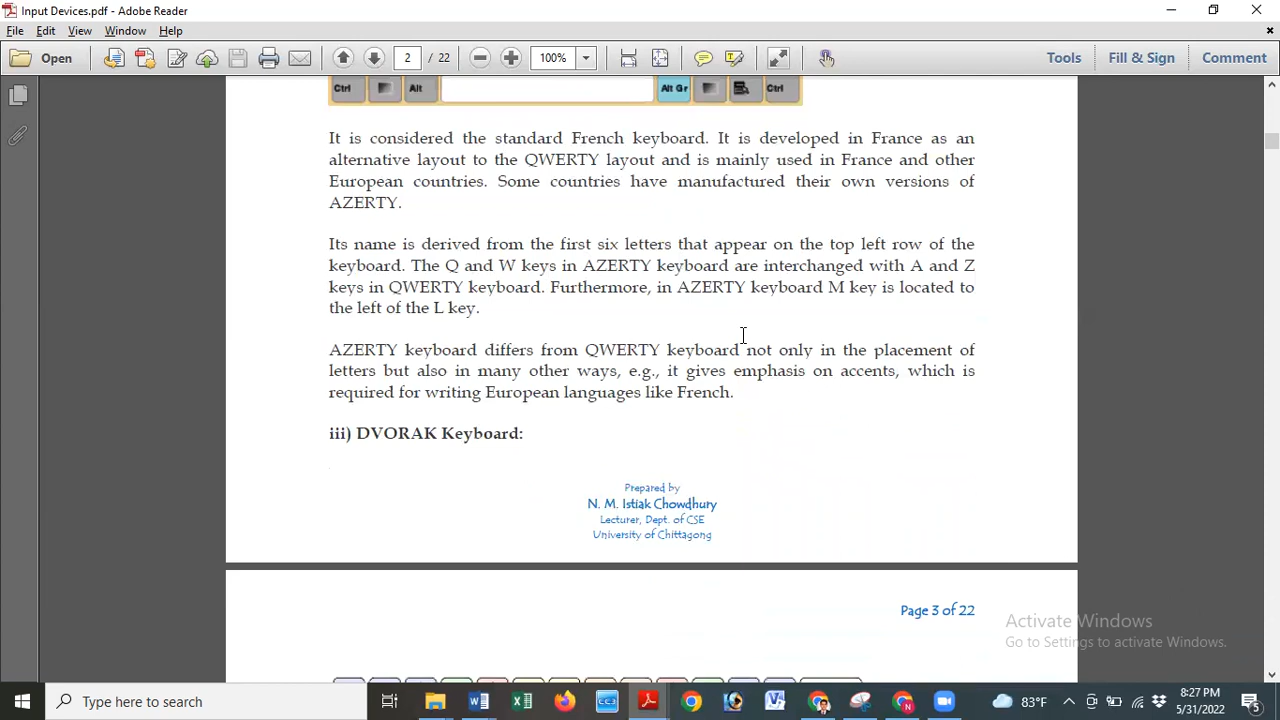 Input Devices.pdf - Adobe Reader
File Edit View Window Help
Open 2 / 22 100% Tools Fill & Sign Comment
Ctrl Alt Alt Gr Ctrl
It is considered the standard French keyboard. It is developed in France as an
alternative layout to the QWERTY layout and is mainly used in France and other
European countries. Some countries have manufactured their own versions of
AZERTY.
Its name is derived from the first six letters that appear on the top left row of the
keyboard. The Q and W keys in AZERTY keyboard are interchanged with A and Z
keys in QWERTY keyboard. Furthermore, in AZERTY keyboard M key is located to
the left of the L key.
AZERTY keyboard differs from QWERTY keyboard not only in the placement of
letters but also in many other ways, e.g., it gives emphasis on accents, which is
required for writing European languages like French.
iii) DVORAK Keyboard:
Prepared by
N. M. Istiak Chowdhury
Lecturer, Dept. of CSE
University of Chittagong
Page 3 of 22
Activate Windows
Go to Settings to activate Windows.
Type here to search
83°F
8:27 PM
5/31/2022
5